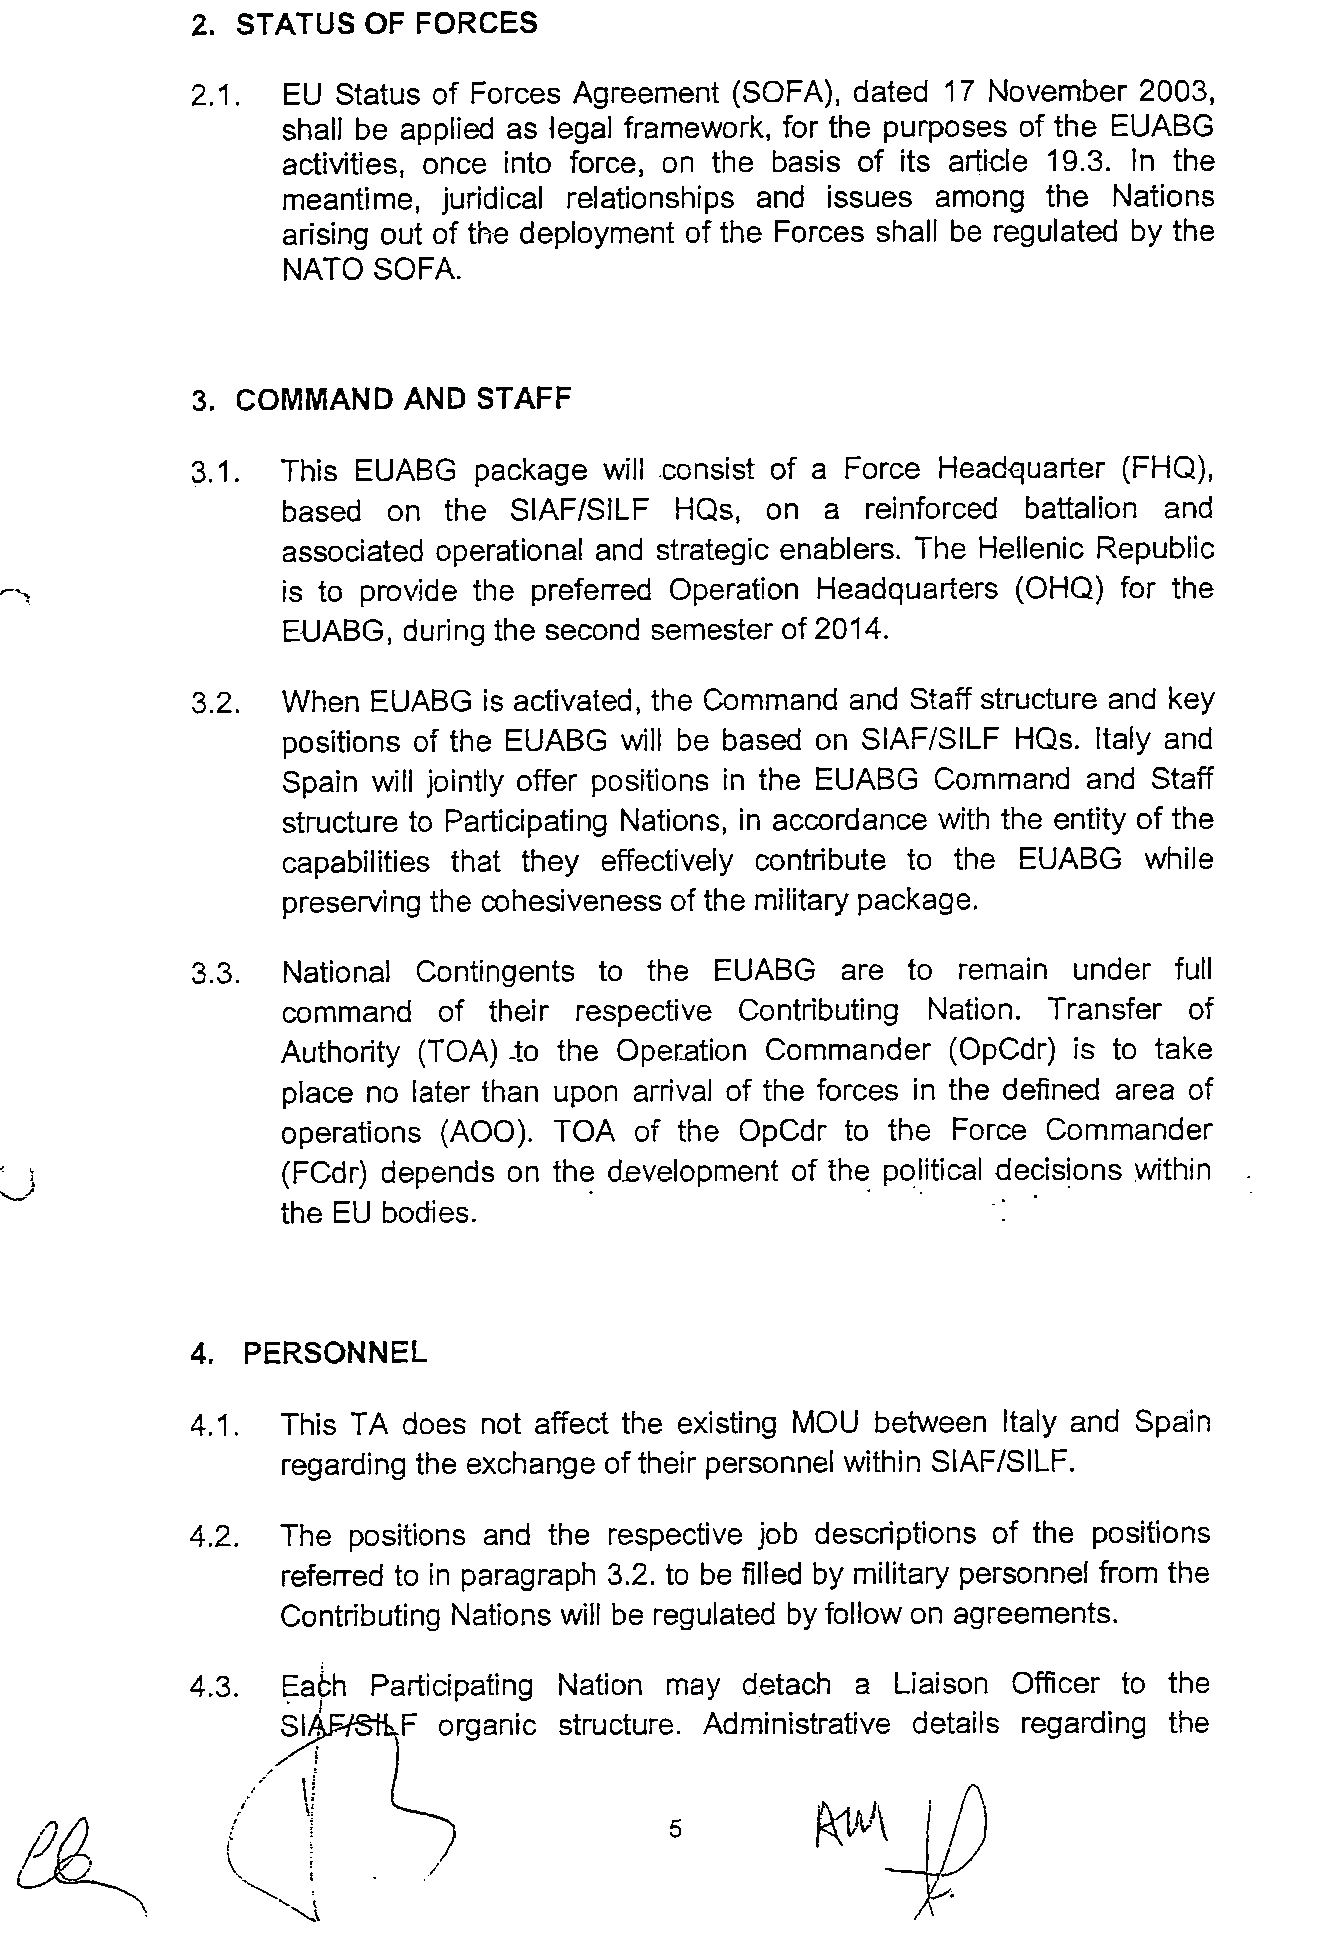 2. STATUS OF FORCES
2.1. EU Status of Forces Agreement (SOFA), dated 17 November 2003,
shall be applied as legal framework, for the purposes of the EUABG
activities, once into force, on the basis of its article 19.3. In the
meantime, juridical relationships and issues among the Nations
arising out of the deployment of the Forces shall be regulated by the
NATO SOFA.
3. COMMAND AND STAFF
3.1. This EUABG package will consist of a Force Headquarter (FHQ),
based on the SIAF/SILF HQs, on a reinforced battalion and
associated operational and strategic enablers. The Hellenic Republic
is to provide the preferred Operation Headquarters (OHQ) for the
EUABG, during the second semester of 2014.
3.2. When EUABG is activated, the Command and Staff structure and key
positions of the EUABG will be based on SIAF/SILF HQs. Italy and
Spain will jointly offer positions in the EUABG Command and Staff
structure to Participating Nations, in accordance with the entity of the
capabilities that they effectively contribute to the EUABG while
preserving the cohesiveness of the military package.
3.3. National Contingents to the EUABG are to remain under full
command of their respective Contributing Nation. Transfer of
Authority (TOA) to the Operation Commander (OpCdr) is to take
place no later than upon arrival of the forces in the defined area of
operations (AOO). TOA of the OpCdr to the Force Commander
(FCdr) depends on the development of the political decisions within
the EU bodies.
4. PERSONNEL
4.1. This TA does not affect the existing MOU between Italy and Spain
regarding the exchange of their personnel within SIAF/SILF.
4.2. The positions and the respective job descriptions of the positions
referred to in paragraph 3.2. to be filled by military personnel from the
Contributing Nations will be regulated by follow on agreements.
4.3. Each Participating Nation may detach a Liaison Officer to the
SIAF/SILF organic structure. Administrative details regarding the
5